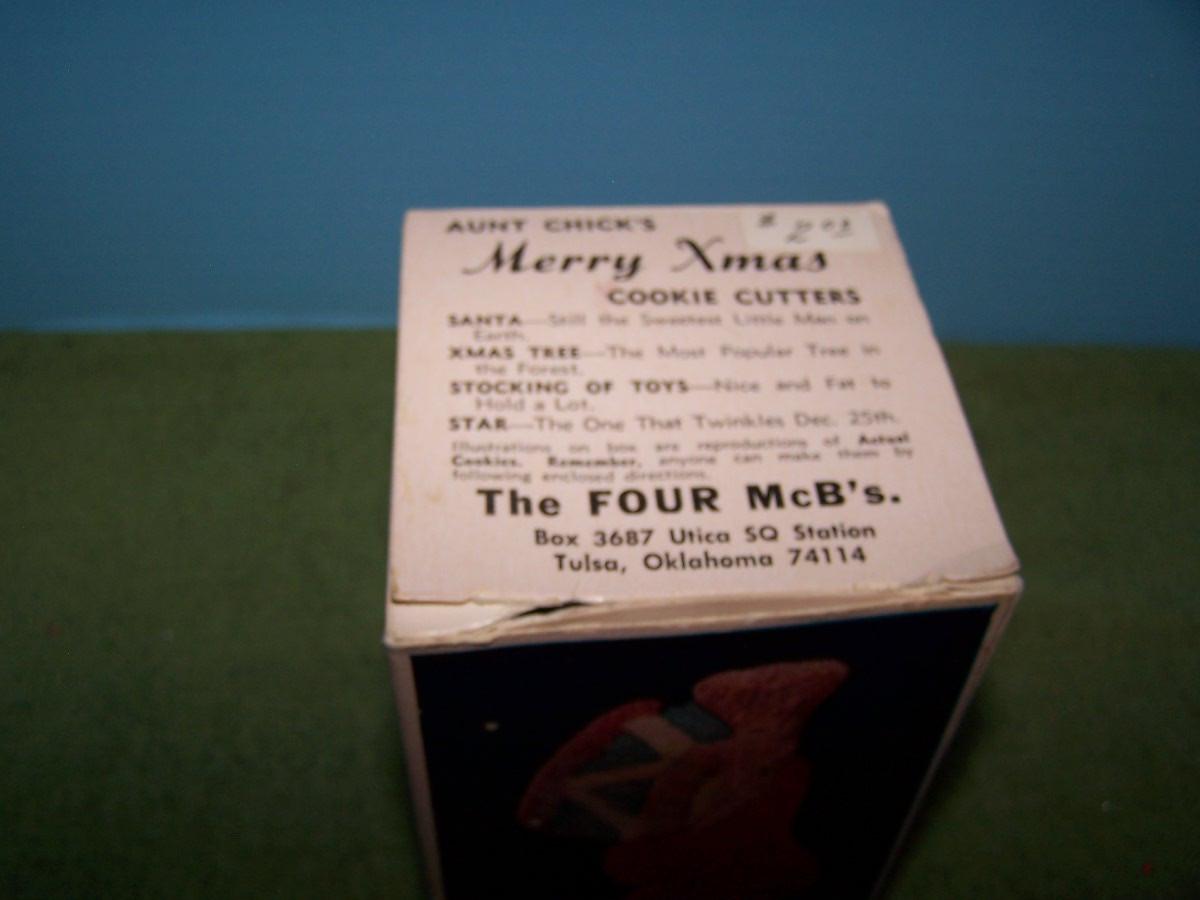 AUNT CHICK'S
Merry Xmas
COOKIE CUTTERS
SANTA—Still the Sweetest Little Man on
Earth.
XMAS TREE—The Most Popular Tree in
the Forest.
STOCKING OF TOYS—Nice and Fat to
Hold a Lot.
STAR—The One That Twinkles Dec. 25th.
Illustrations on box are reproductions of Actual
Cookies. Remember, anyone can make them by
following enclosed directions.
The FOUR McB's.
Box 3687 Utica SQ Station
Tulsa, Oklahoma 74114